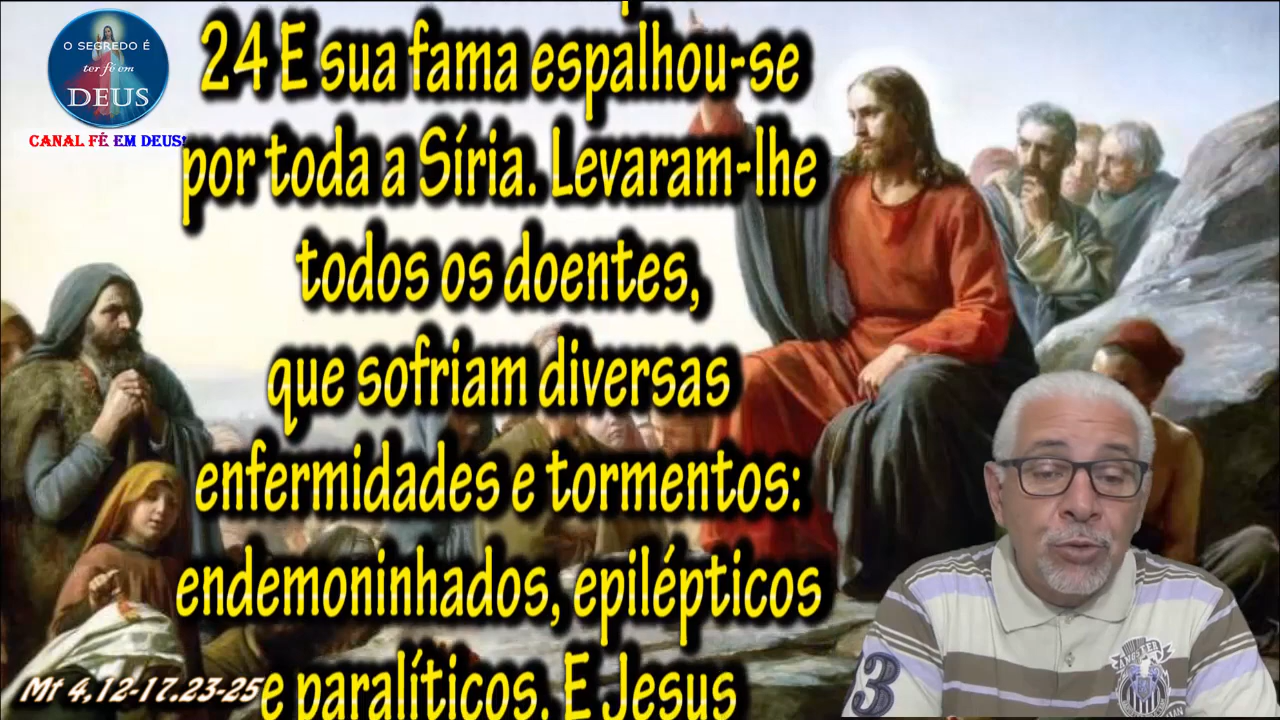 O SEGREDO É
ter fé em
DEUS
CANAL FÉ EM DEUS!
24 E sua fama espalhou-se
por toda a Síria. Levaram-lhe
todos os doentes,
que sofriam diversas
enfermidades e tormentos:
endemoninhados, epilépticos
e paralíticos. E Jesus
Mt 4,12-17.23-25
3